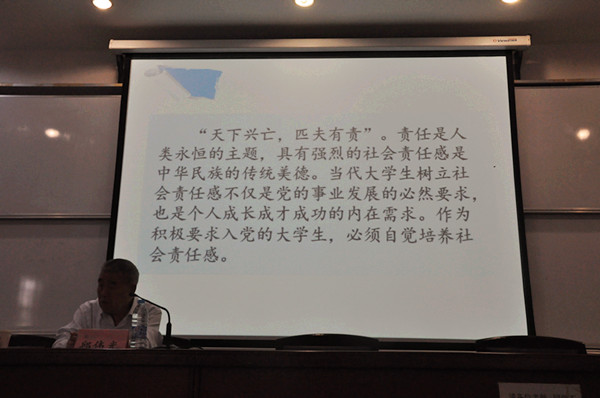 “天下兴亡，匹夫有责”。责任是人
类永恒的主题，具有强烈的社会责任感是
中华民族的传统美德。当代大学生树立社
会责任感不仅是党的事业发展的必然要求，
也是个人成长成才成功的内在需求。作为
积极要求入党的大学生，必须自觉培养社
会责任感。